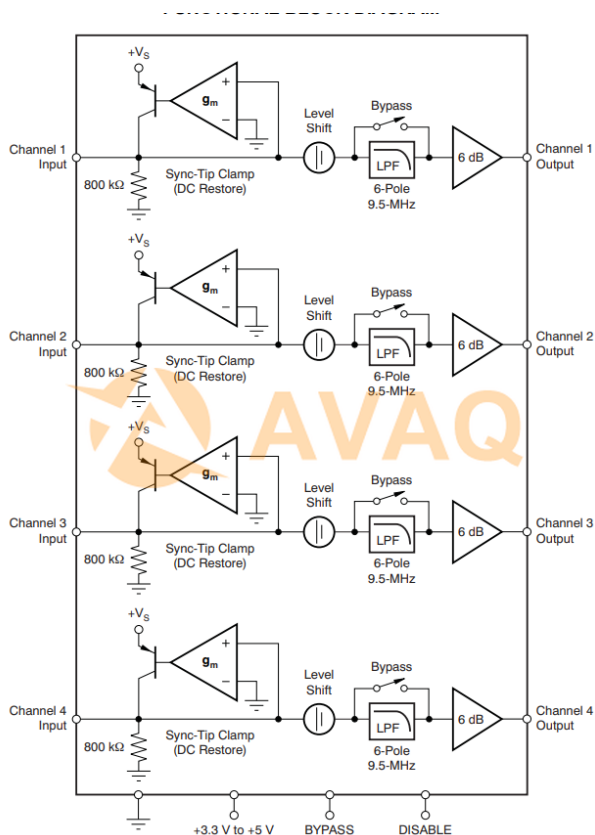 FUNCTIONAL BLOCK DIAGRAM
+VS
gm
+
−
Channel 1
Input
800 kΩ
Sync-Tip Clamp
(DC Restore)
Level
Shift
Bypass
LPF
6-Pole
9.5-MHz
6 dB
Channel 1
Output
+VS
gm
+
−
Channel 2
Input
800 kΩ
Sync-Tip Clamp
(DC Restore)
Level
Shift
Bypass
LPF
6-Pole
9.5-MHz
6 dB
Channel 2
Output
AVAQ
+VS
gm
+
−
Channel 3
Input
800 kΩ
Sync-Tip Clamp
(DC Restore)
Level
Shift
Bypass
LPF
6-Pole
9.5-MHz
6 dB
Channel 3
Output
+VS
gm
+
−
Channel 4
Input
800 kΩ
Sync-Tip Clamp
(DC Restore)
Level
Shift
Bypass
LPF
6-Pole
9.5-MHz
6 dB
Channel 4
Output
+3.3 V to +5 V
BYPASS
DISABLE